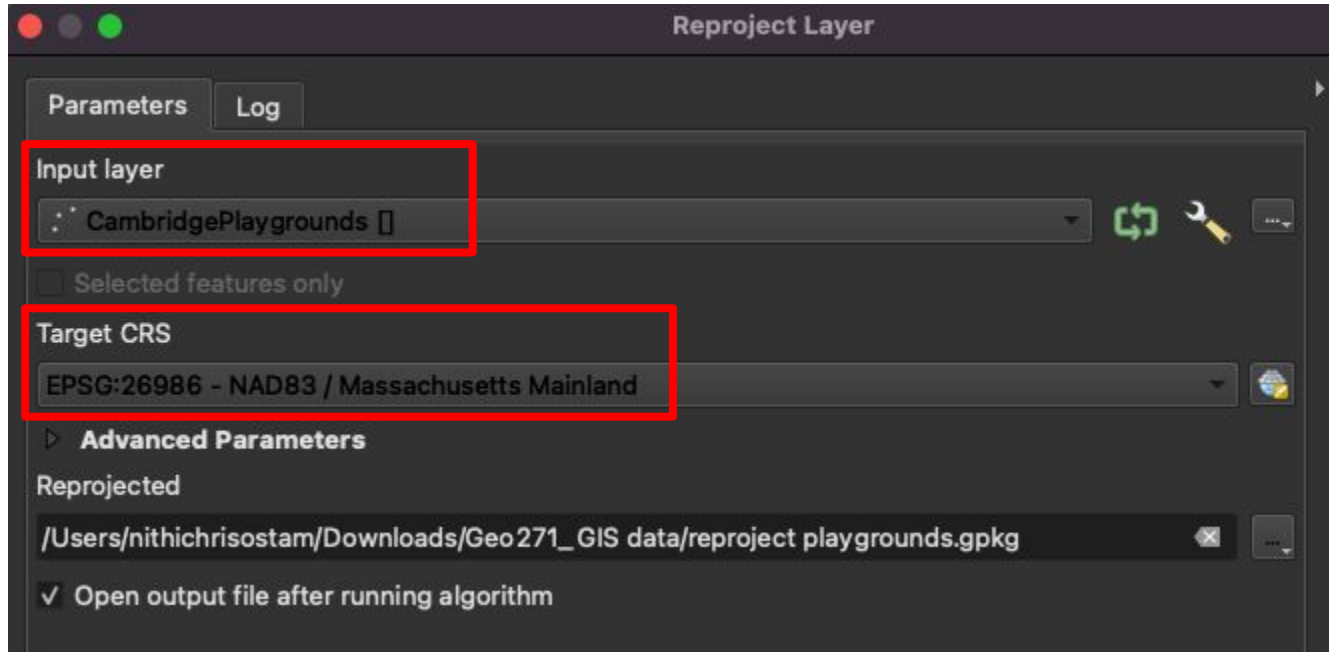 Reproject Layer
Parameters Log
Input layer
CambridgePlaygrounds []
...
Selected features only
Target CRS
EPSG:26986 - NAD83 / Massachusetts Mainland
Advanced Parameters
Reprojected
/Users/nithichrisostam/Downloads/Geo271_GIS data/reproject playgrounds.gpkg
...
Open output file after running algorithm